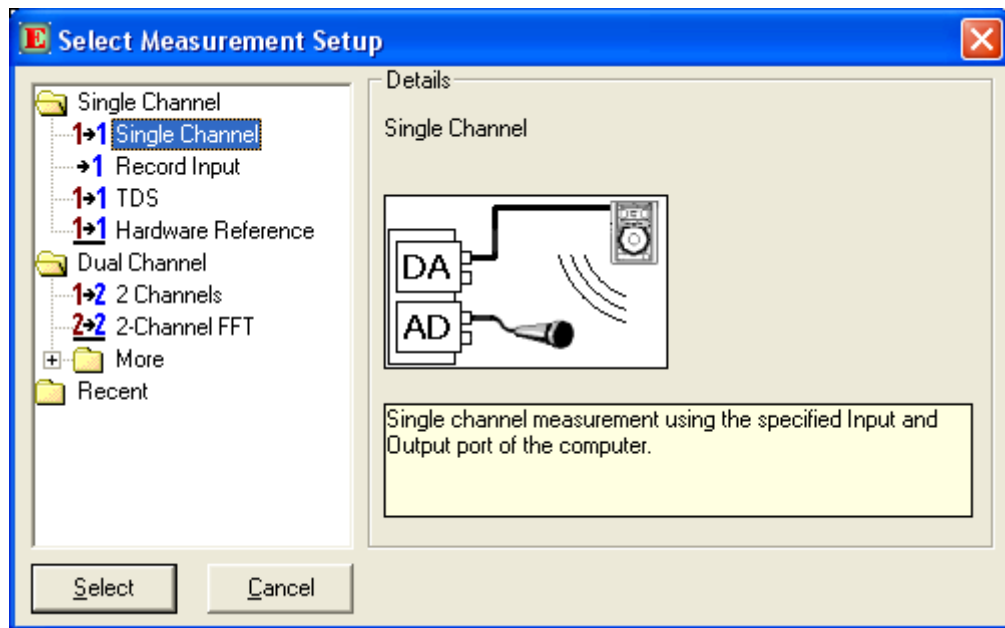 E Select Measurement Setup
Single Channel
1→1 Single Channel
→1 Record Input
1→1 TDS
1→1 Hardware Reference
Dual Channel
1→2 2 Channels
2→2 2-Channel FFT
More
Recent
Details
Single Channel
DA
AD
Single channel measurement using the specified Input and
Output port of the computer.
Select
Cancel